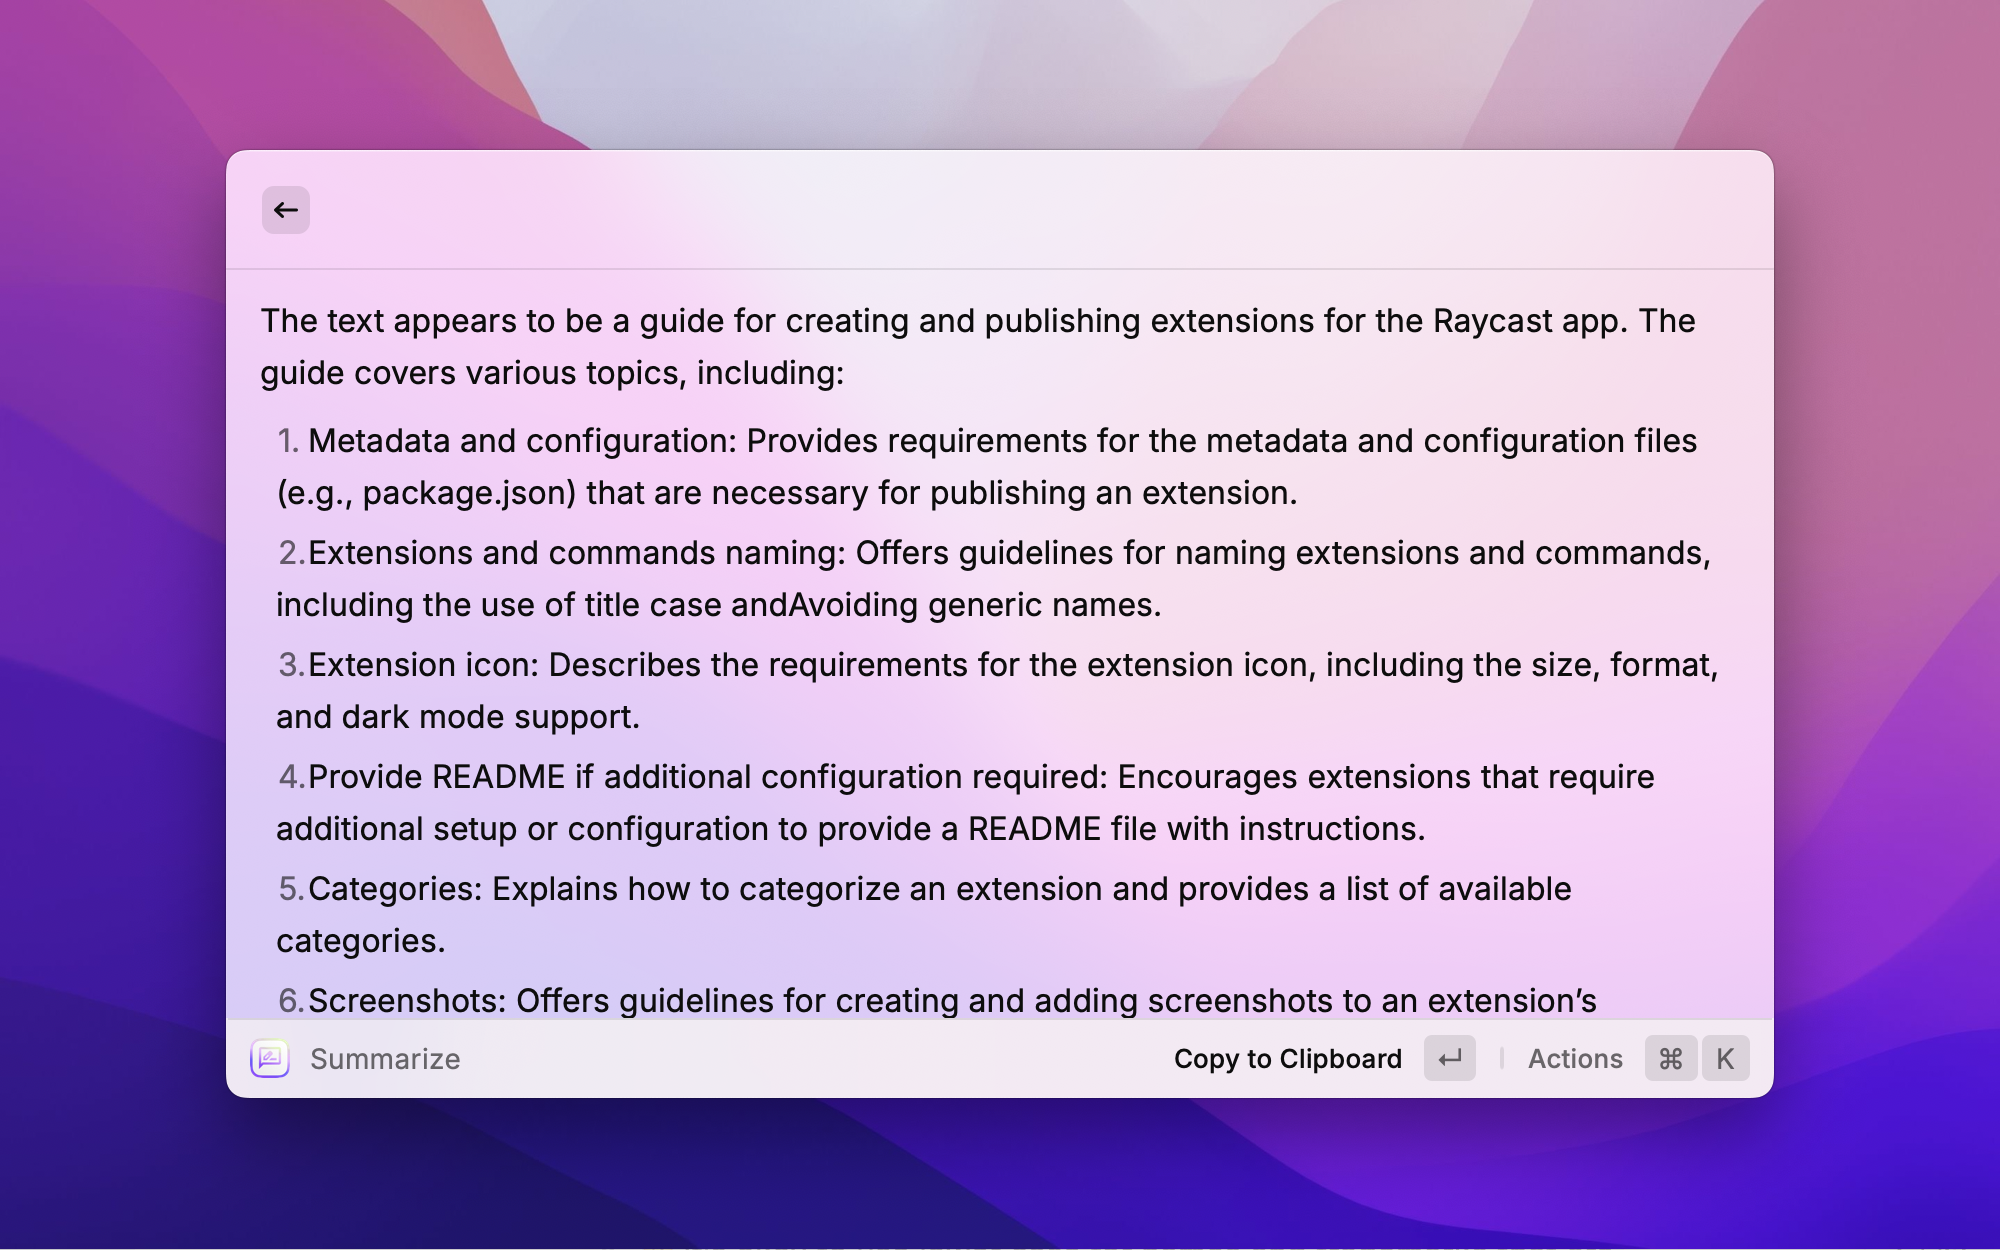 The text appears to be a guide for creating and publishing extensions for the Raycast app. The
guide covers various topics, including:
1. Metadata and configuration: Provides requirements for the metadata and configuration files
(e.g., package.json) that are necessary for publishing an extension.
2. Extensions and commands naming: Offers guidelines for naming extensions and commands,
including the use of title case andAvoiding generic names.
3. Extension icon: Describes the requirements for the extension icon, including the size, format,
and dark mode support.
4. Provide README if additional configuration required: Encourages extensions that require
additional setup or configuration to provide a README file with instructions.
5. Categories: Explains how to categorize an extension and provides a list of available
categories.
6. Screenshots: Offers guidelines for creating and adding screenshots to an extension’s
Summarize Copy to Clipboard ↵ Actions ⌘ K